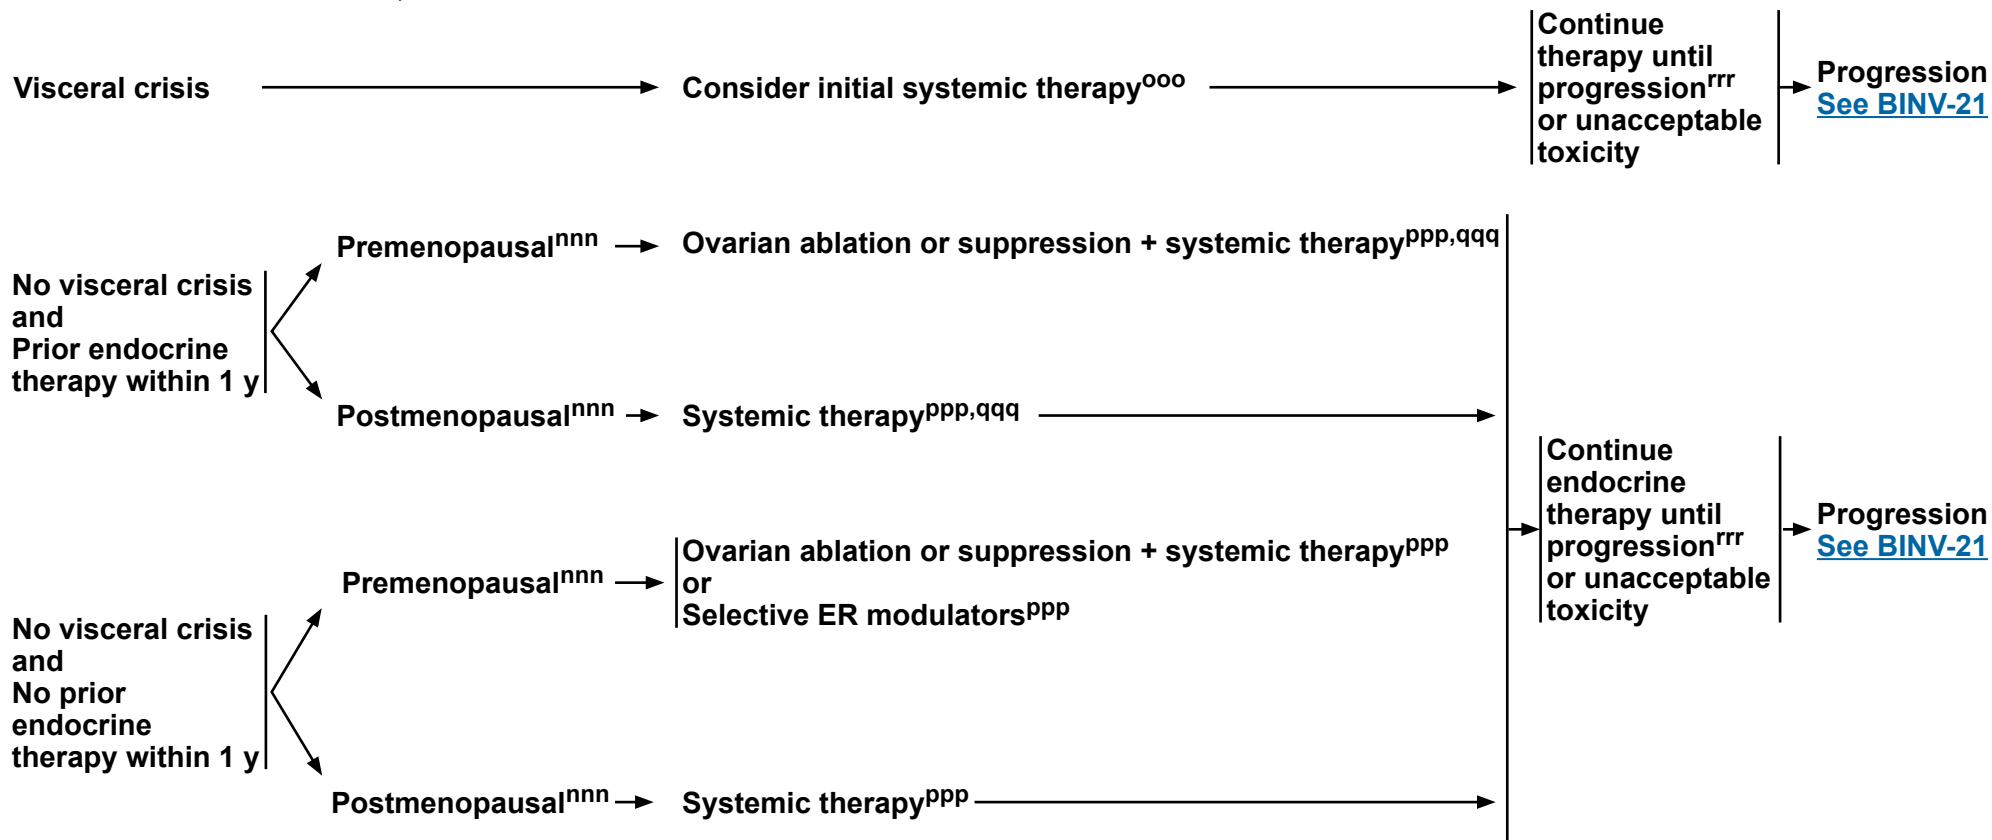 Visceral crisis
Consider initial systemic therapyooo
Continue
therapy until
progressionrrr
or unacceptable
toxicity
Progression
See BINV-21
No visceral crisis
and
Prior endocrine
therapy within 1 y
Premenopausalnnn
Ovarian ablation or suppression + systemic therapyppp,qqq
Postmenopausalnnn
Systemic therapyppp,qqq
No visceral crisis
and
No prior
endocrine
therapy within 1 y
Premenopausalnnn
Ovarian ablation or suppression + systemic therapyppp
or
Selective ER modulatorsppp
Postmenopausalnnn
Systemic therapyppp
Continue
endocrine
therapy until
progressionrrr
or unacceptable
toxicity
Progression
See BINV-21